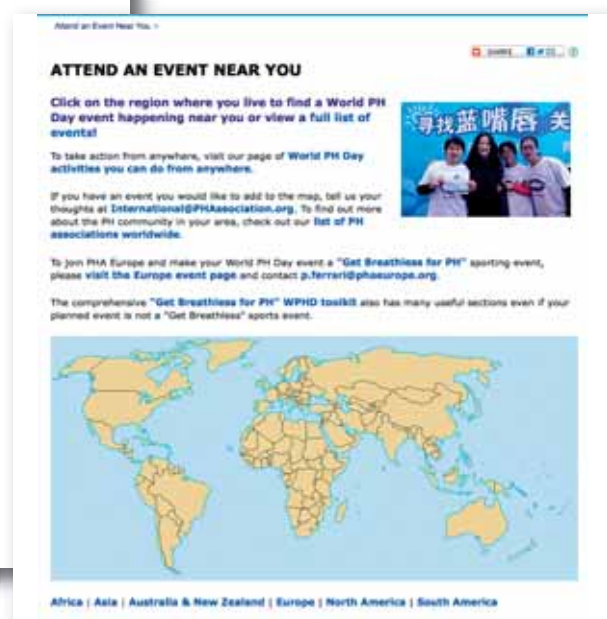 Attend an Event Near You. >
SHARE
ATTEND AN EVENT NEAR YOU
Click on the region where you live to find a World PH
Day event happening near you or view a full list of
events!
寻找蓝嘴唇 关
To take action from anywhere, visit our page of World PH Day
activities you can do from anywhere.
If you have an event you would like to add to the map, tell us your
thoughts at International@PHAssociation.org. To find out more
about the PH community in your area, check out our list of PH
associations worldwide.
To join PHA Europe and make your World PH Day event a "Get Breathless for PH" sporting event,
please visit the Europe event page and contact p.ferrari@phaeurope.org.
The comprehensive "Get Breathless for PH" WPHD toolkit also has many useful sections even if your
planned event is not a "Get Breathless" sports event.
Africa | Asia | Australia & New Zealand | Europe | North America | South America